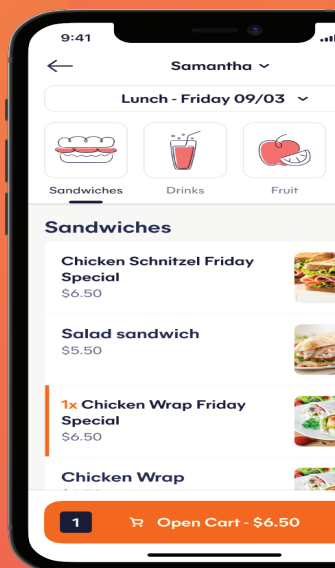 9:41
Samantha
Lunch - Friday 09/03
Sandwiches Drinks Fruit
Sandwiches
Chicken Schnitzel Friday
Special
$6.50
Salad sandwich
$5.50
1x Chicken Wrap Friday
Special
$6.50
Chicken Wrap
1 Open Cart - $6.50